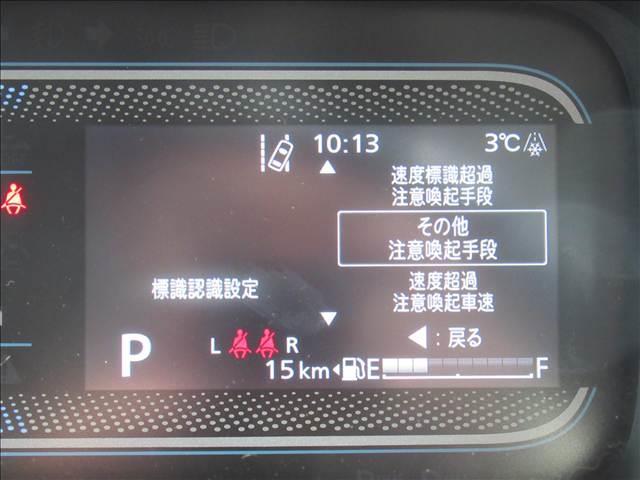 10:13
3℃
速度標識超過
注意喚起手段
その他
注意喚起手段
標識認識設定
速度超過
注意喚起車速
◀:戻る
P
L R
15km
E F